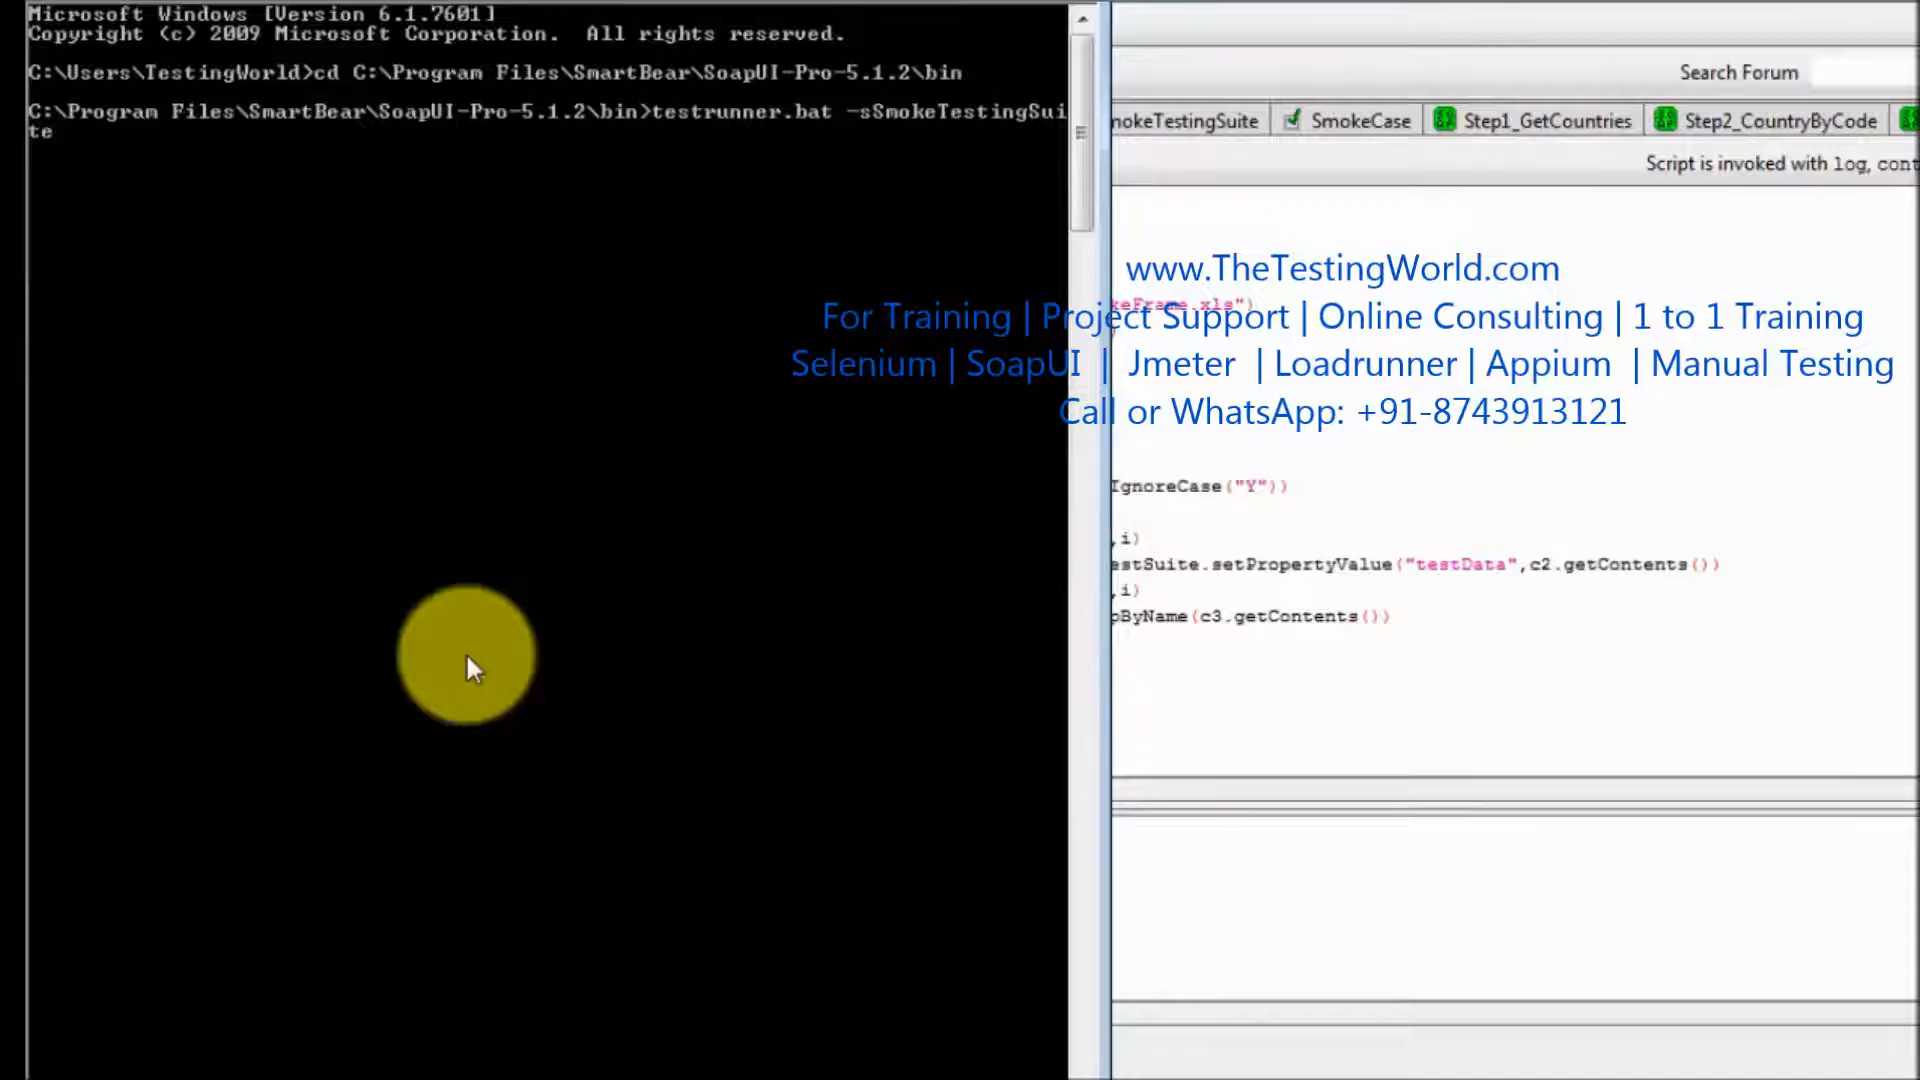 Microsoft Windows [Version 6.1.7601]
Copyright (c) 2009 Microsoft Corporation.  All rights reserved.
C:\Users\TestingWorld>cd C:\Program Files\SmartBear\SoapUI-Pro-5.1.2\bin
C:\Program Files\SmartBear\SoapUI-Pro-5.1.2\bin>testrunner.bat -sSmokeTestingSui
te
Search Forum
mokeTestingSuite
SmokeCase
Step1_GetCountries
Step2_CountryByCode
Script is invoked with log, cont
www.TheTestingWorld.com
keFrame.xls")
For Training | Project Support | Online Consulting | 1 to 1 Training
Selenium | SoapUI | Jmeter | Loadrunner | Appium | Manual Testing
Call or WhatsApp: +91-8743913121
IgnoreCase("Y"))
,i)
estSuite.setPropertyValue("testData",c2.getContents())
,i)
pByName(c3.getContents())